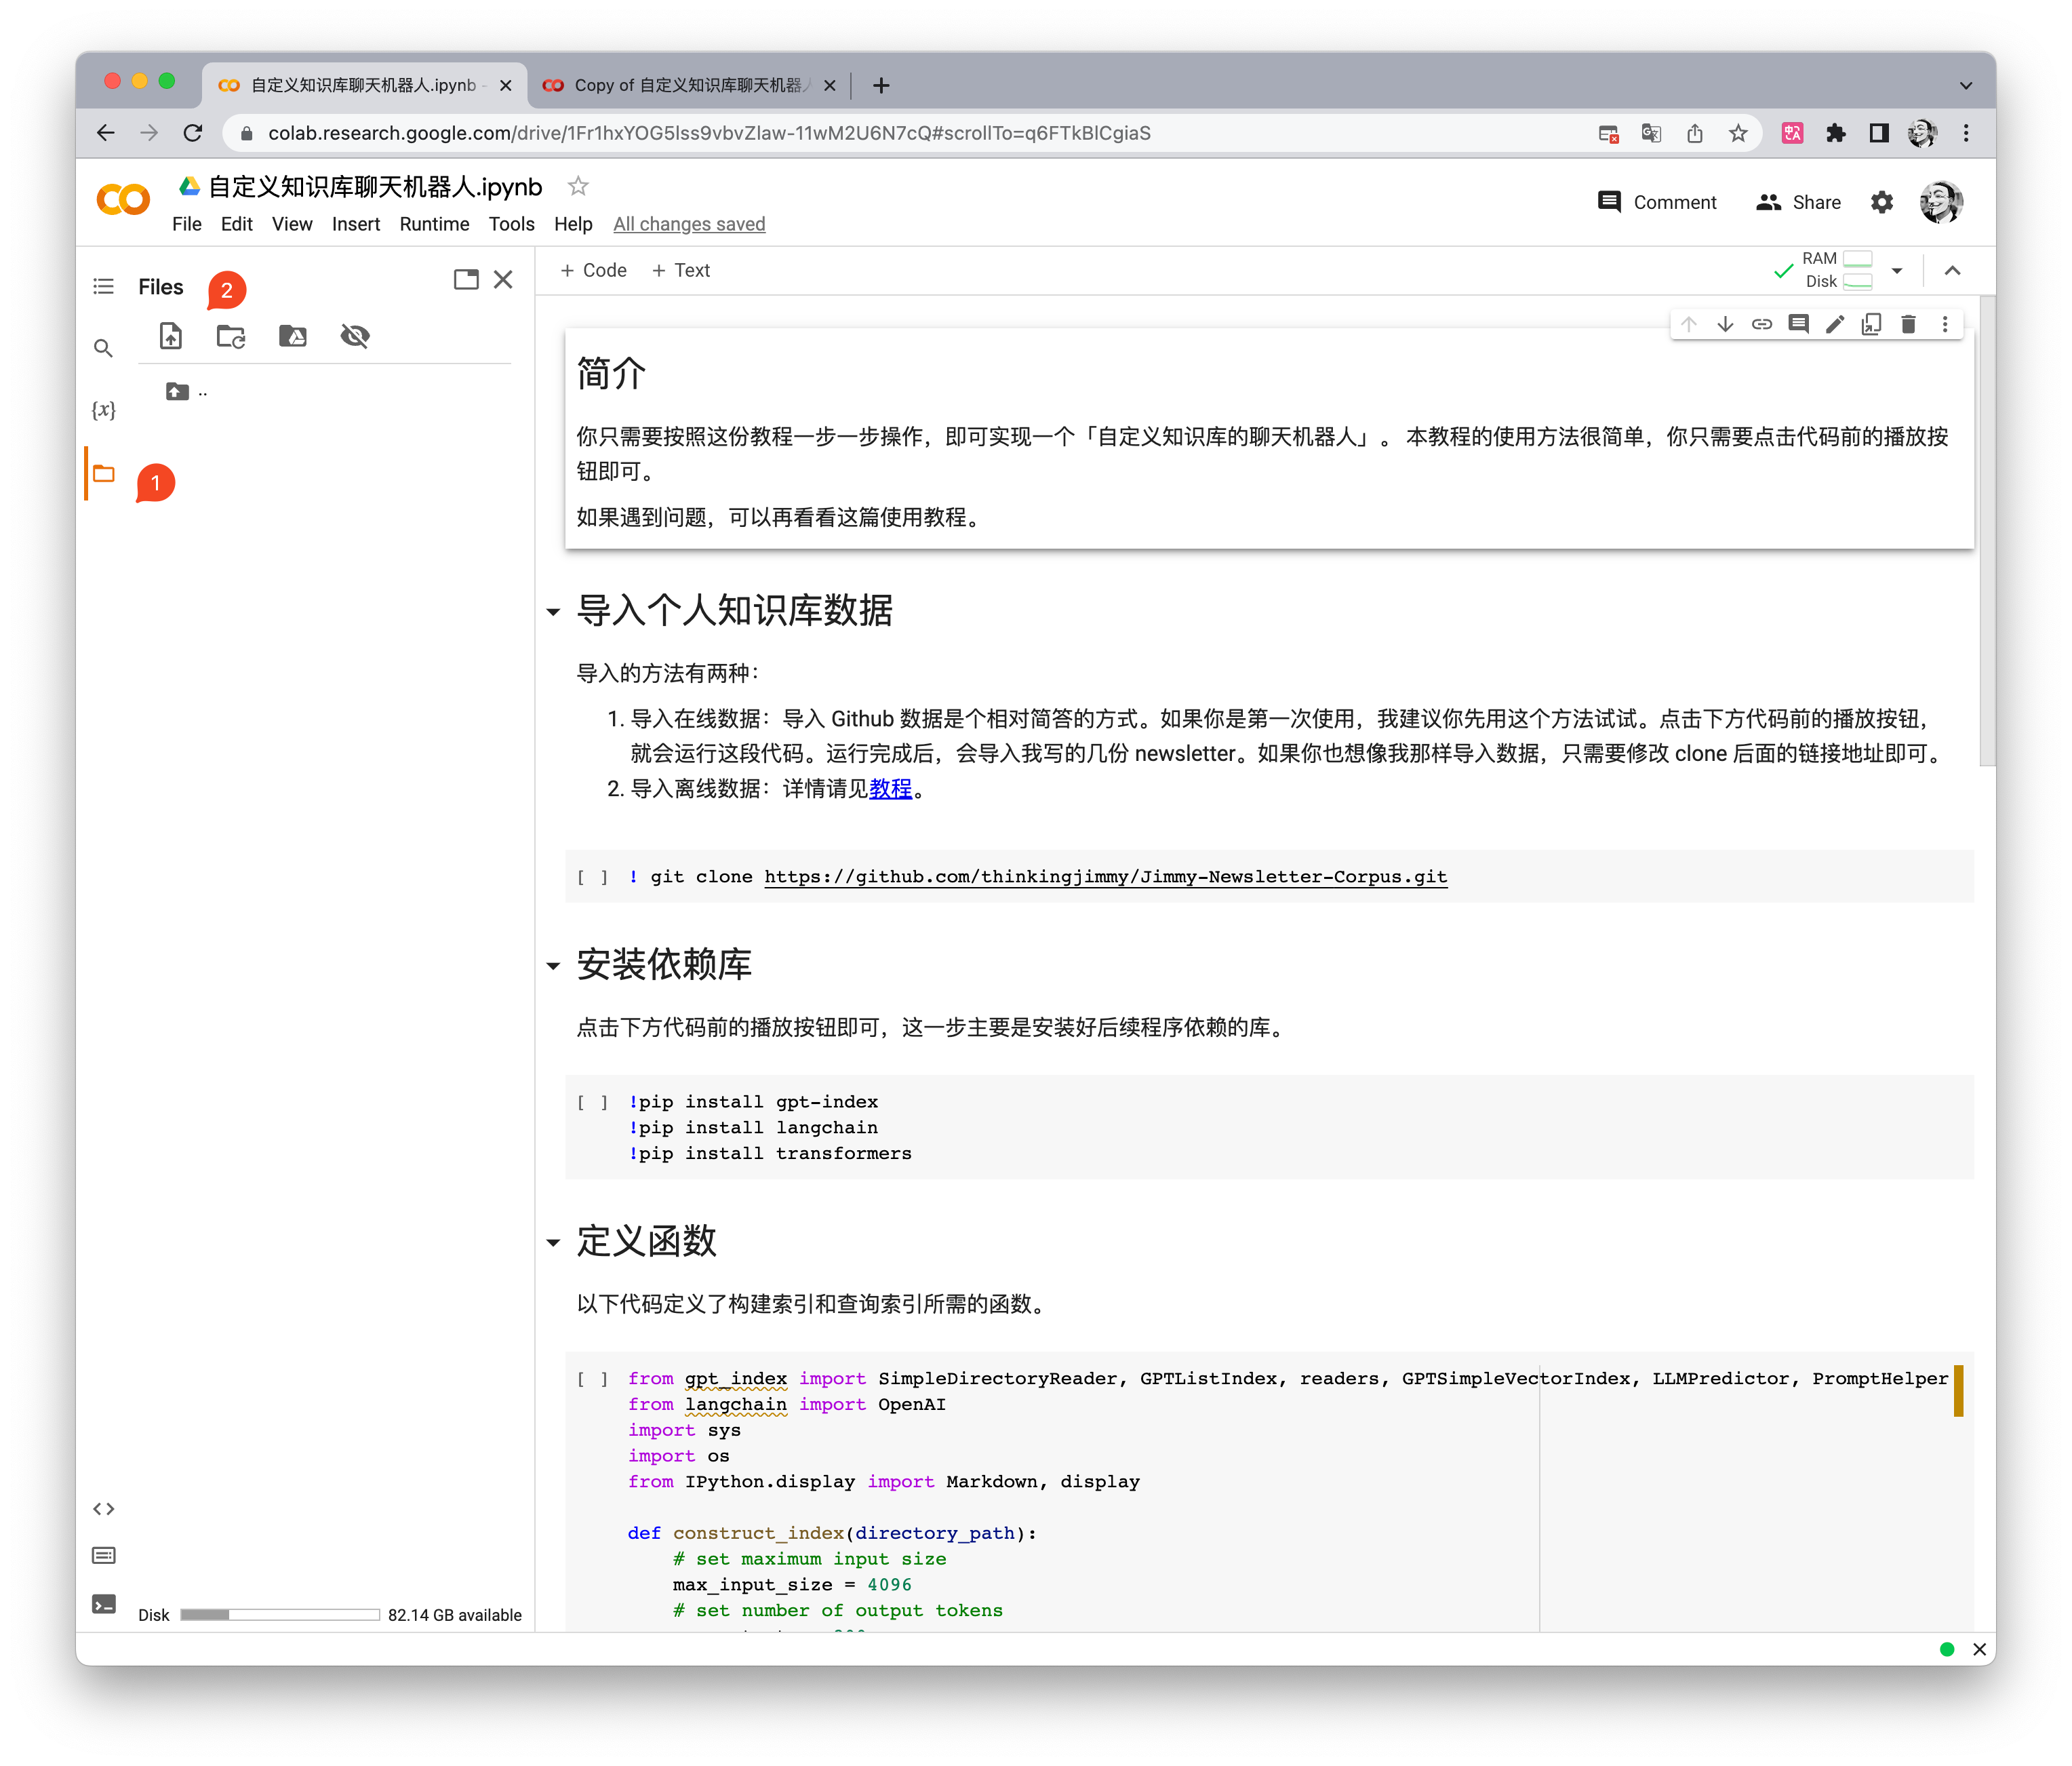 自定义知识库聊天机器人.ipynb -
Copy of 自定义知识库聊天机器人
colab.research.google.com/drive/1Fr1hxYOG5lss9vbvZlaw-11wM2U6N7cQ#scrollTo=q6FTkBlCgiaS
自定义知识库聊天机器人.ipynb
Comment
Share
File Edit View Insert Runtime Tools Help All changes saved
Files
2
+ Code + Text
RAM
Disk
..
{x}
1
简介
你只需要按照这份教程一步一步操作，即可实现一个「自定义知识库的聊天机器人」。 本教程的使用方法很简单，你只需要点击代码前的播放按
钮即可。
如果遇到问题，可以再看看这篇使用教程。
导入个人知识库数据
导入的方法有两种：
1. 导入在线数据：导入 Github 数据是个相对简答的方式。如果你是第一次使用，我建议你先用这个方法试试。点击下方代码前的播放按钮，
就会运行这段代码。运行完成后，会导入我写的几份 newsletter。如果你也想像我那样导入数据，只需要修改 clone 后面的链接地址即可。
2. 导入离线数据：详情请见教程。
[ ] ! git clone https://github.com/thinkingjimmy/Jimmy-Newsletter-Corpus.git
安装依赖库
点击下方代码前的播放按钮即可，这一步主要是安装好后续程序依赖的库。
[ ] !pip install gpt-index
!pip install langchain
!pip install transformers
定义函数
以下代码定义了构建索引和查询索引所需的函数。
[ ] from gpt_index import SimpleDirectoryReader, GPTListIndex, readers, GPTSimpleVectorIndex, LLMPredictor, PromptHelper
from langchain import OpenAI
import sys
import os
from IPython.display import Markdown, display
def construct_index(directory_path):
# set maximum input size
max_input_size = 4096
# set number of output tokens
Disk 82.14 GB available